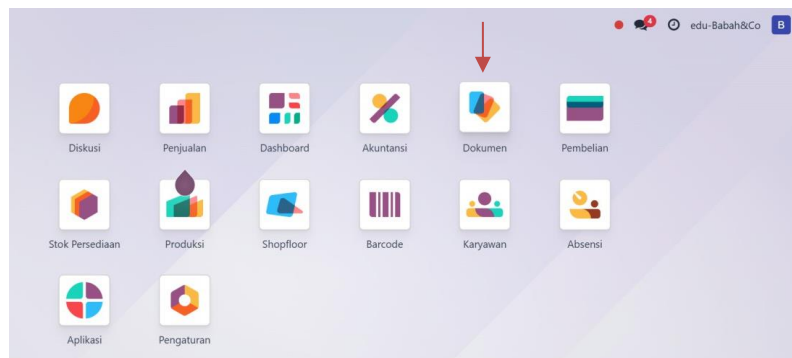 4
edu-Babah&Co
B
Diskusi
Penjualan
Dashboard
Akuntansi
Dokumen
Pembelian
Stok Persediaan
Produksi
Shopfloor
Barcode
Karyawan
Absensi
Aplikasi
Pengaturan